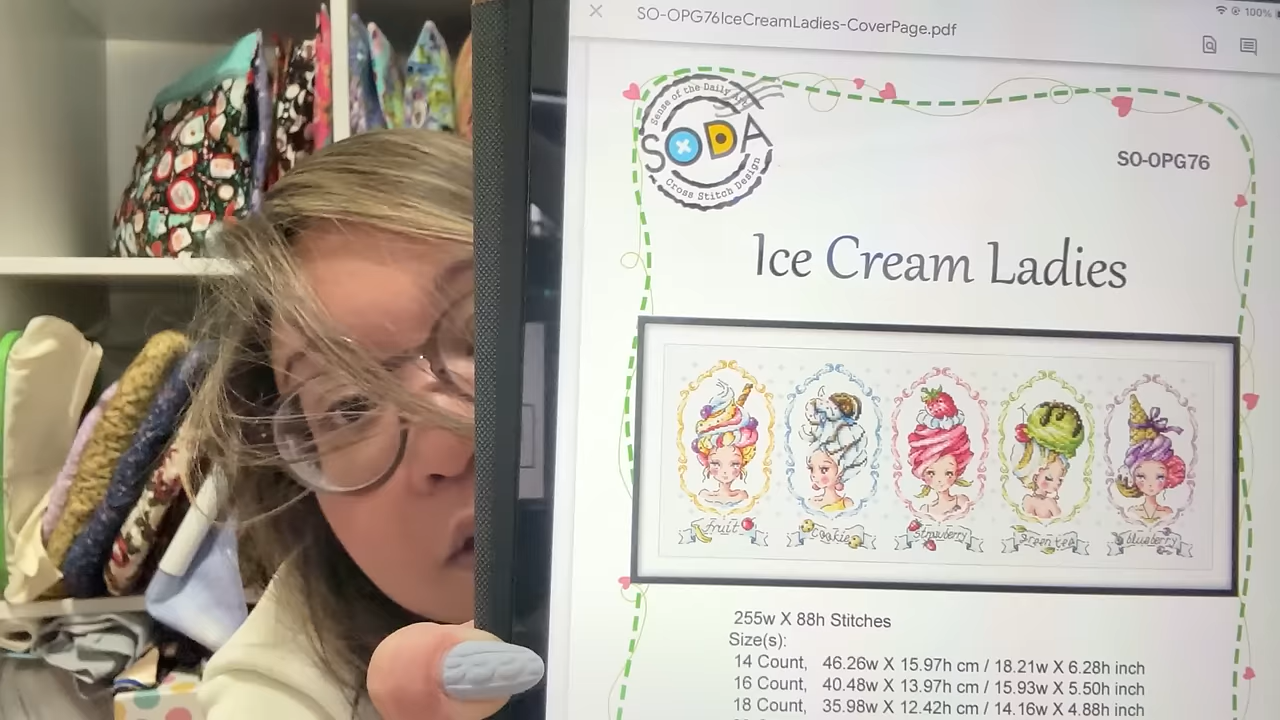 SO-OPG76IceCreamLadies-CoverPage.pdf
100%
Sense of the Daily Art
SODA
Cross Stitch Design
SO-OPG76
Ice Cream Ladies
fruit
Cookie
Strawberry
Green tea
blueberry
255w X 88h Stitches
Size(s):
14 Count, 46.26w X 15.97h cm / 18.21w X 6.28h inch
16 Count, 40.48w X 13.97h cm / 15.93w X 5.50h inch
18 Count, 35.98w X 12.42h cm / 14.16w X 4.88h inch